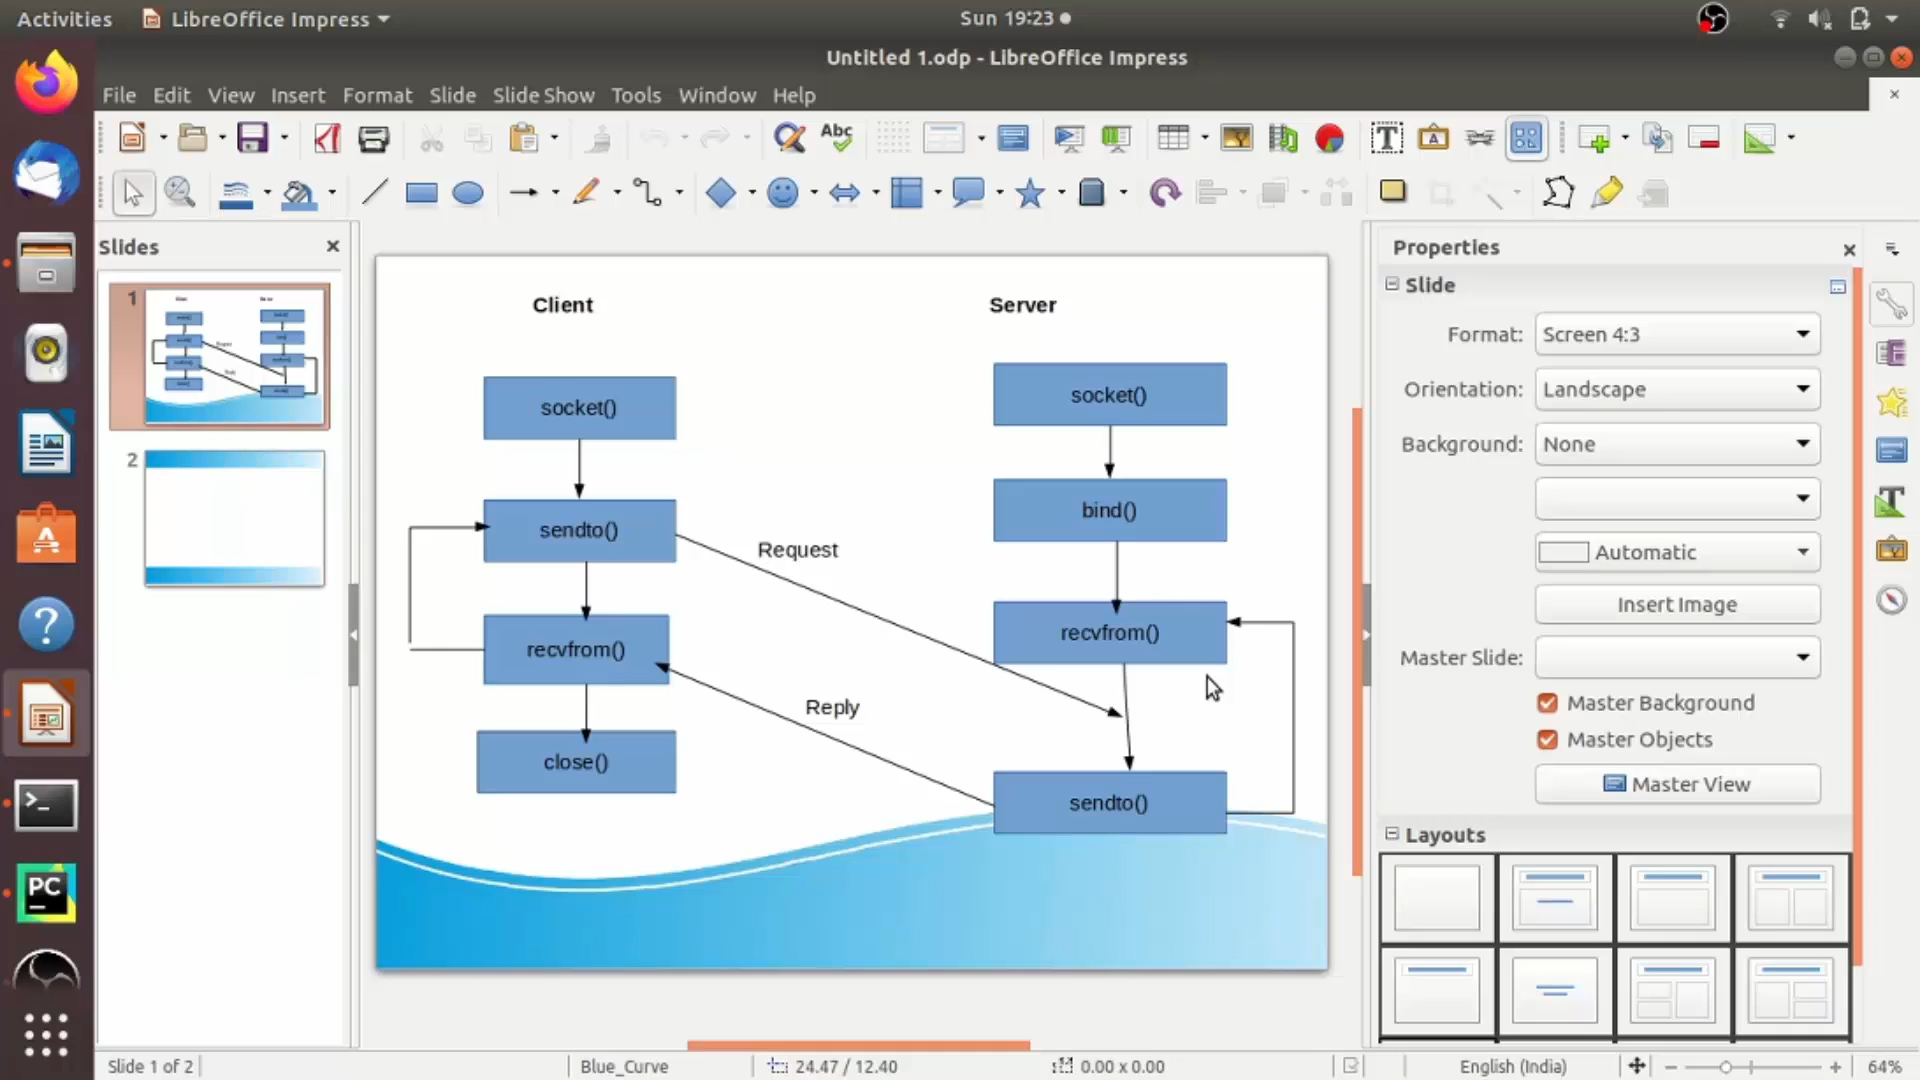 Activities LibreOffice Impress Sun 19:23
Untitled 1.odp - LibreOffice Impress
File Edit View Insert Format Slide Slide Show Tools Window Help
Abc
Slides
1
2
Client
Server
socket()
socket()
sendto()
bind()
Request
recvfrom()
recvfrom()
Reply
close()
sendto()
Properties
Slide
Format: Screen 4:3
Orientation: Landscape
Background: None
Automatic
Insert Image
Master Slide:
Master Background
Master Objects
Master View
Layouts
PC
Slide 1 of 2 Blue_Curve 24.47 / 12.40 0.00 x 0.00 English (India) 64%